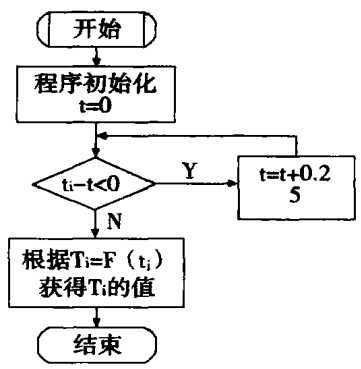 开始
程序初始化
t=0
tᵢ-t<0
Y
t=t+0.2
5
N
根据Tᵢ=F（tᵢ）
获得Tᵢ的值
结束